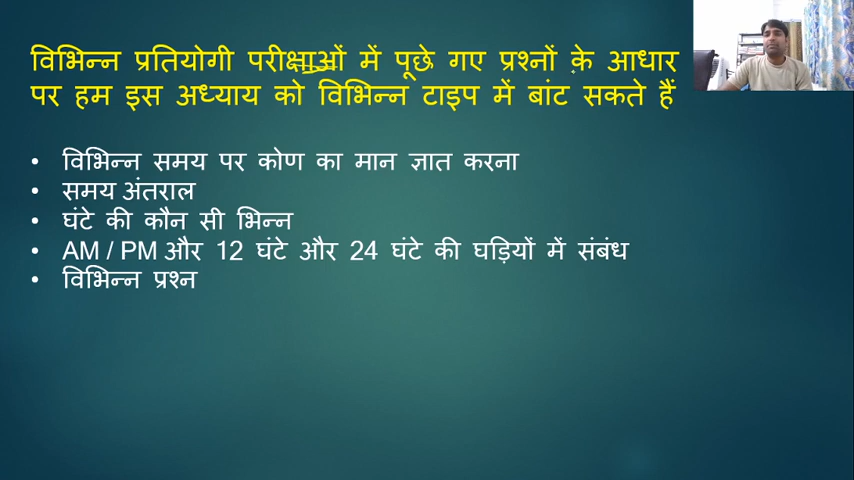 विभिन्न प्रतियोगी परीक्षाओं में पूछे गए प्रश्नों के आधार
पर हम इस अध्याय को विभिन्न टाइप में बांट सकते हैं
• विभिन्न समय पर कोण का मान ज्ञात करना
• समय अंतराल
• घंटे की कौन सी भिन्न
• AM / PM और 12 घंटे और 24 घंटे की घड़ियों में संबंध
• विभिन्न प्रश्न